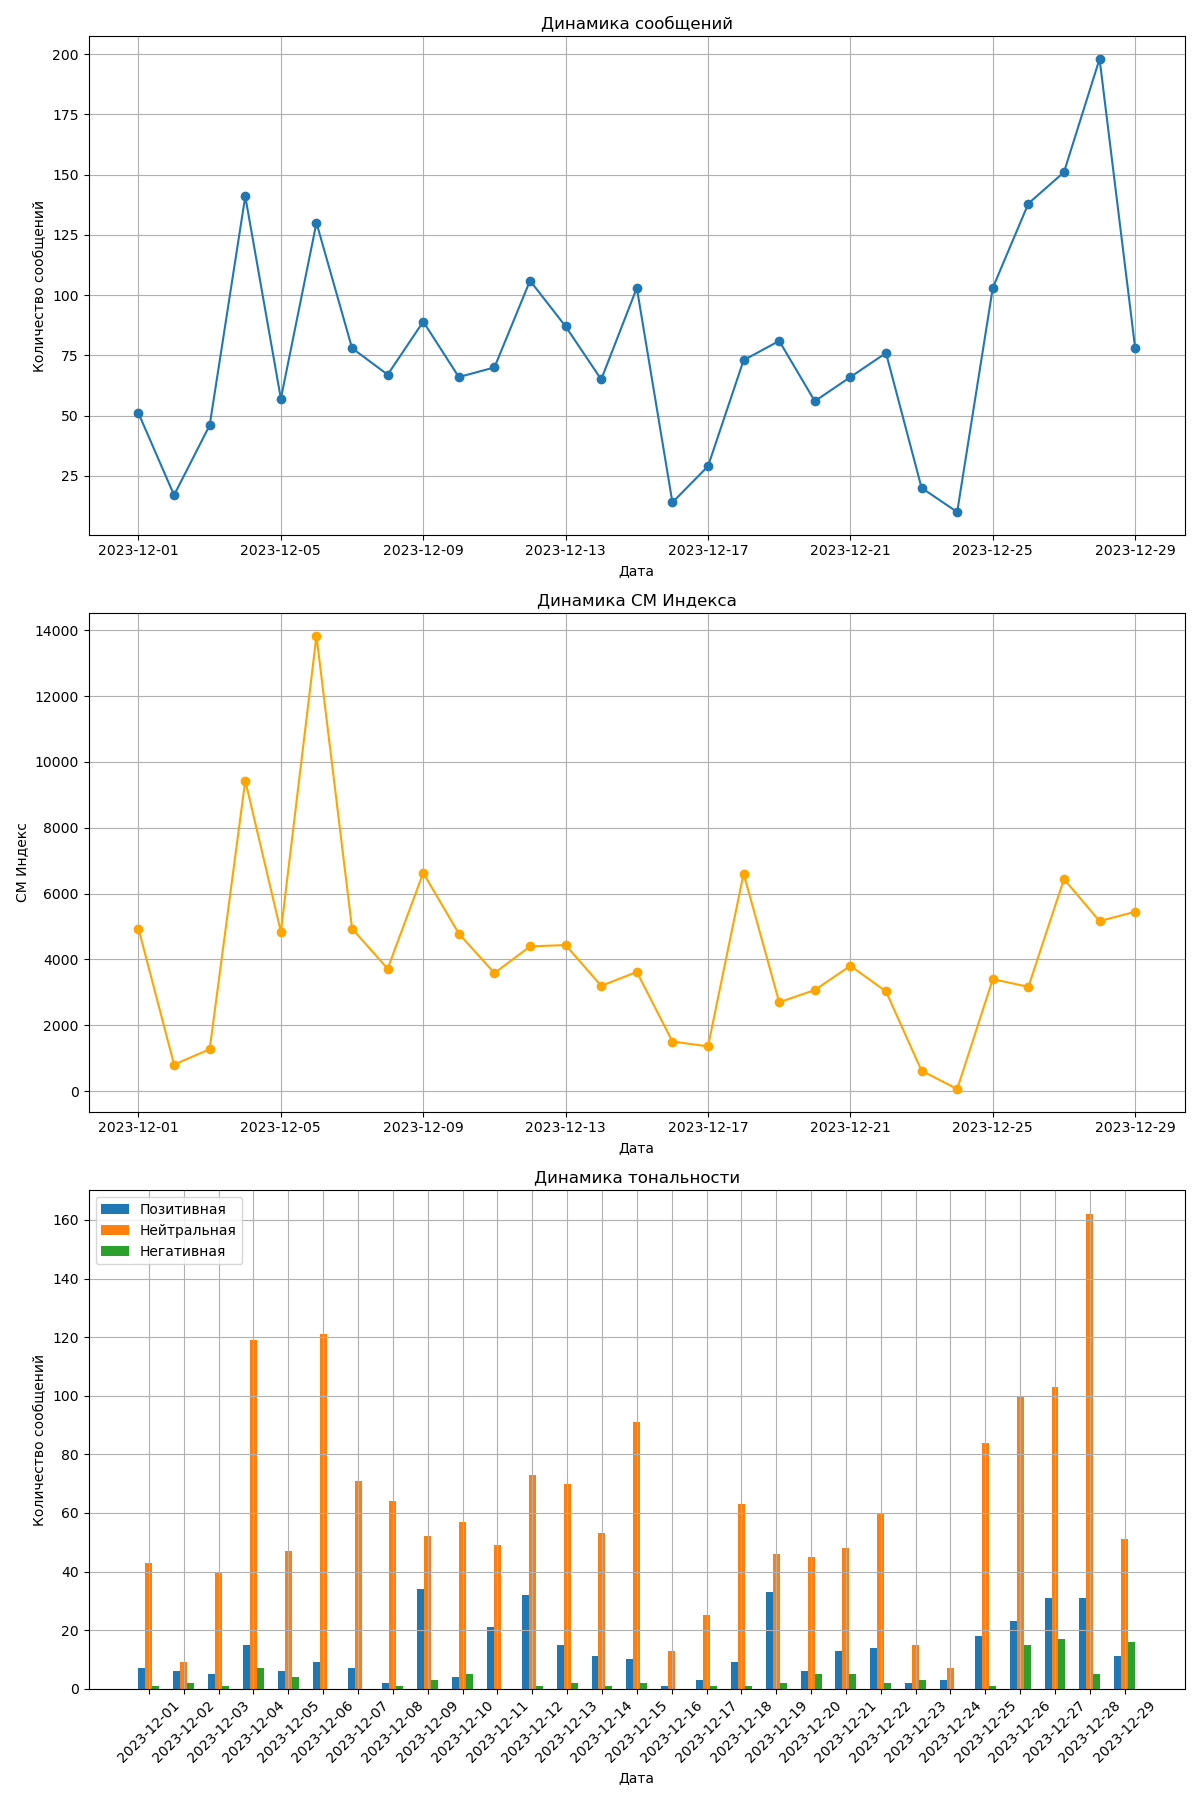 Динамика сообщений
200
175
150
125
100
75
50
25
Количество сообщений
2023-12-01 2023-12-05 2023-12-09 2023-12-13 2023-12-17 2023-12-21 2023-12-25 2023-12-29
Дата
Динамика СМ Индекса
14000
12000
10000
8000
6000
4000
2000
0
СМ Индекс
2023-12-01 2023-12-05 2023-12-09 2023-12-13 2023-12-17 2023-12-21 2023-12-25 2023-12-29
Дата
Динамика тональности
Позитивная
Нейтральная
Негативная
160
140
120
100
80
60
40
20
0
Количество сообщений
2023-12-01 2023-12-02 2023-12-03 2023-12-04 2023-12-05 2023-12-06 2023-12-07 2023-12-08 2023-12-09 2023-12-10 2023-12-11 2023-12-12 2023-12-13 2023-12-14 2023-12-15 2023-12-16 2023-12-17 2023-12-18 2023-12-19 2023-12-20 2023-12-21 2023-12-22 2023-12-23 2023-12-24 2023-12-25 2023-12-26 2023-12-27 2023-12-28 2023-12-29
Дата